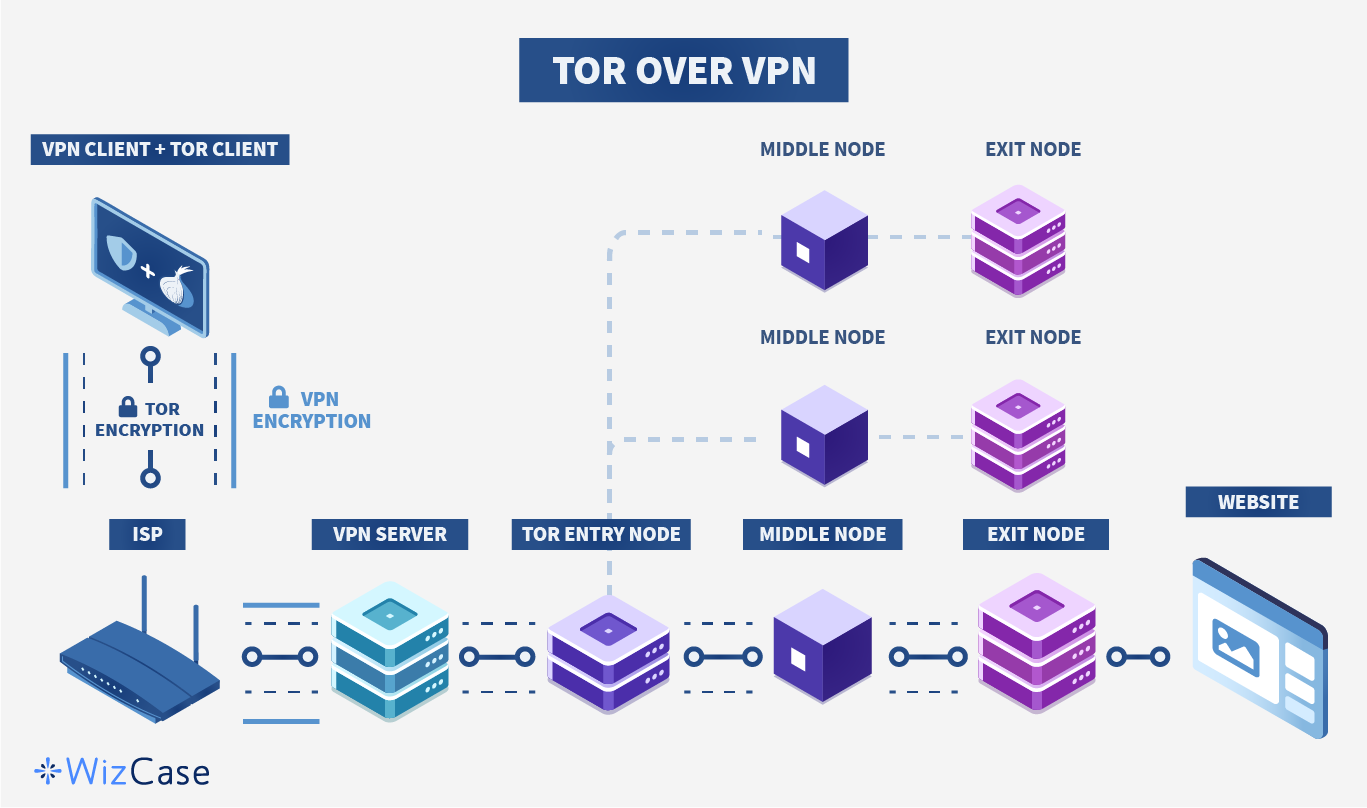 TOR OVER VPN
VPN CLIENT + TOR CLIENT
MIDDLE NODE
EXIT NODE
MIDDLE NODE
EXIT NODE
TOR
ENCRYPTION
VPN
ENCRYPTION
WEBSITE
ISP
VPN SERVER
TOR ENTRY NODE
MIDDLE NODE
EXIT NODE
WizCase